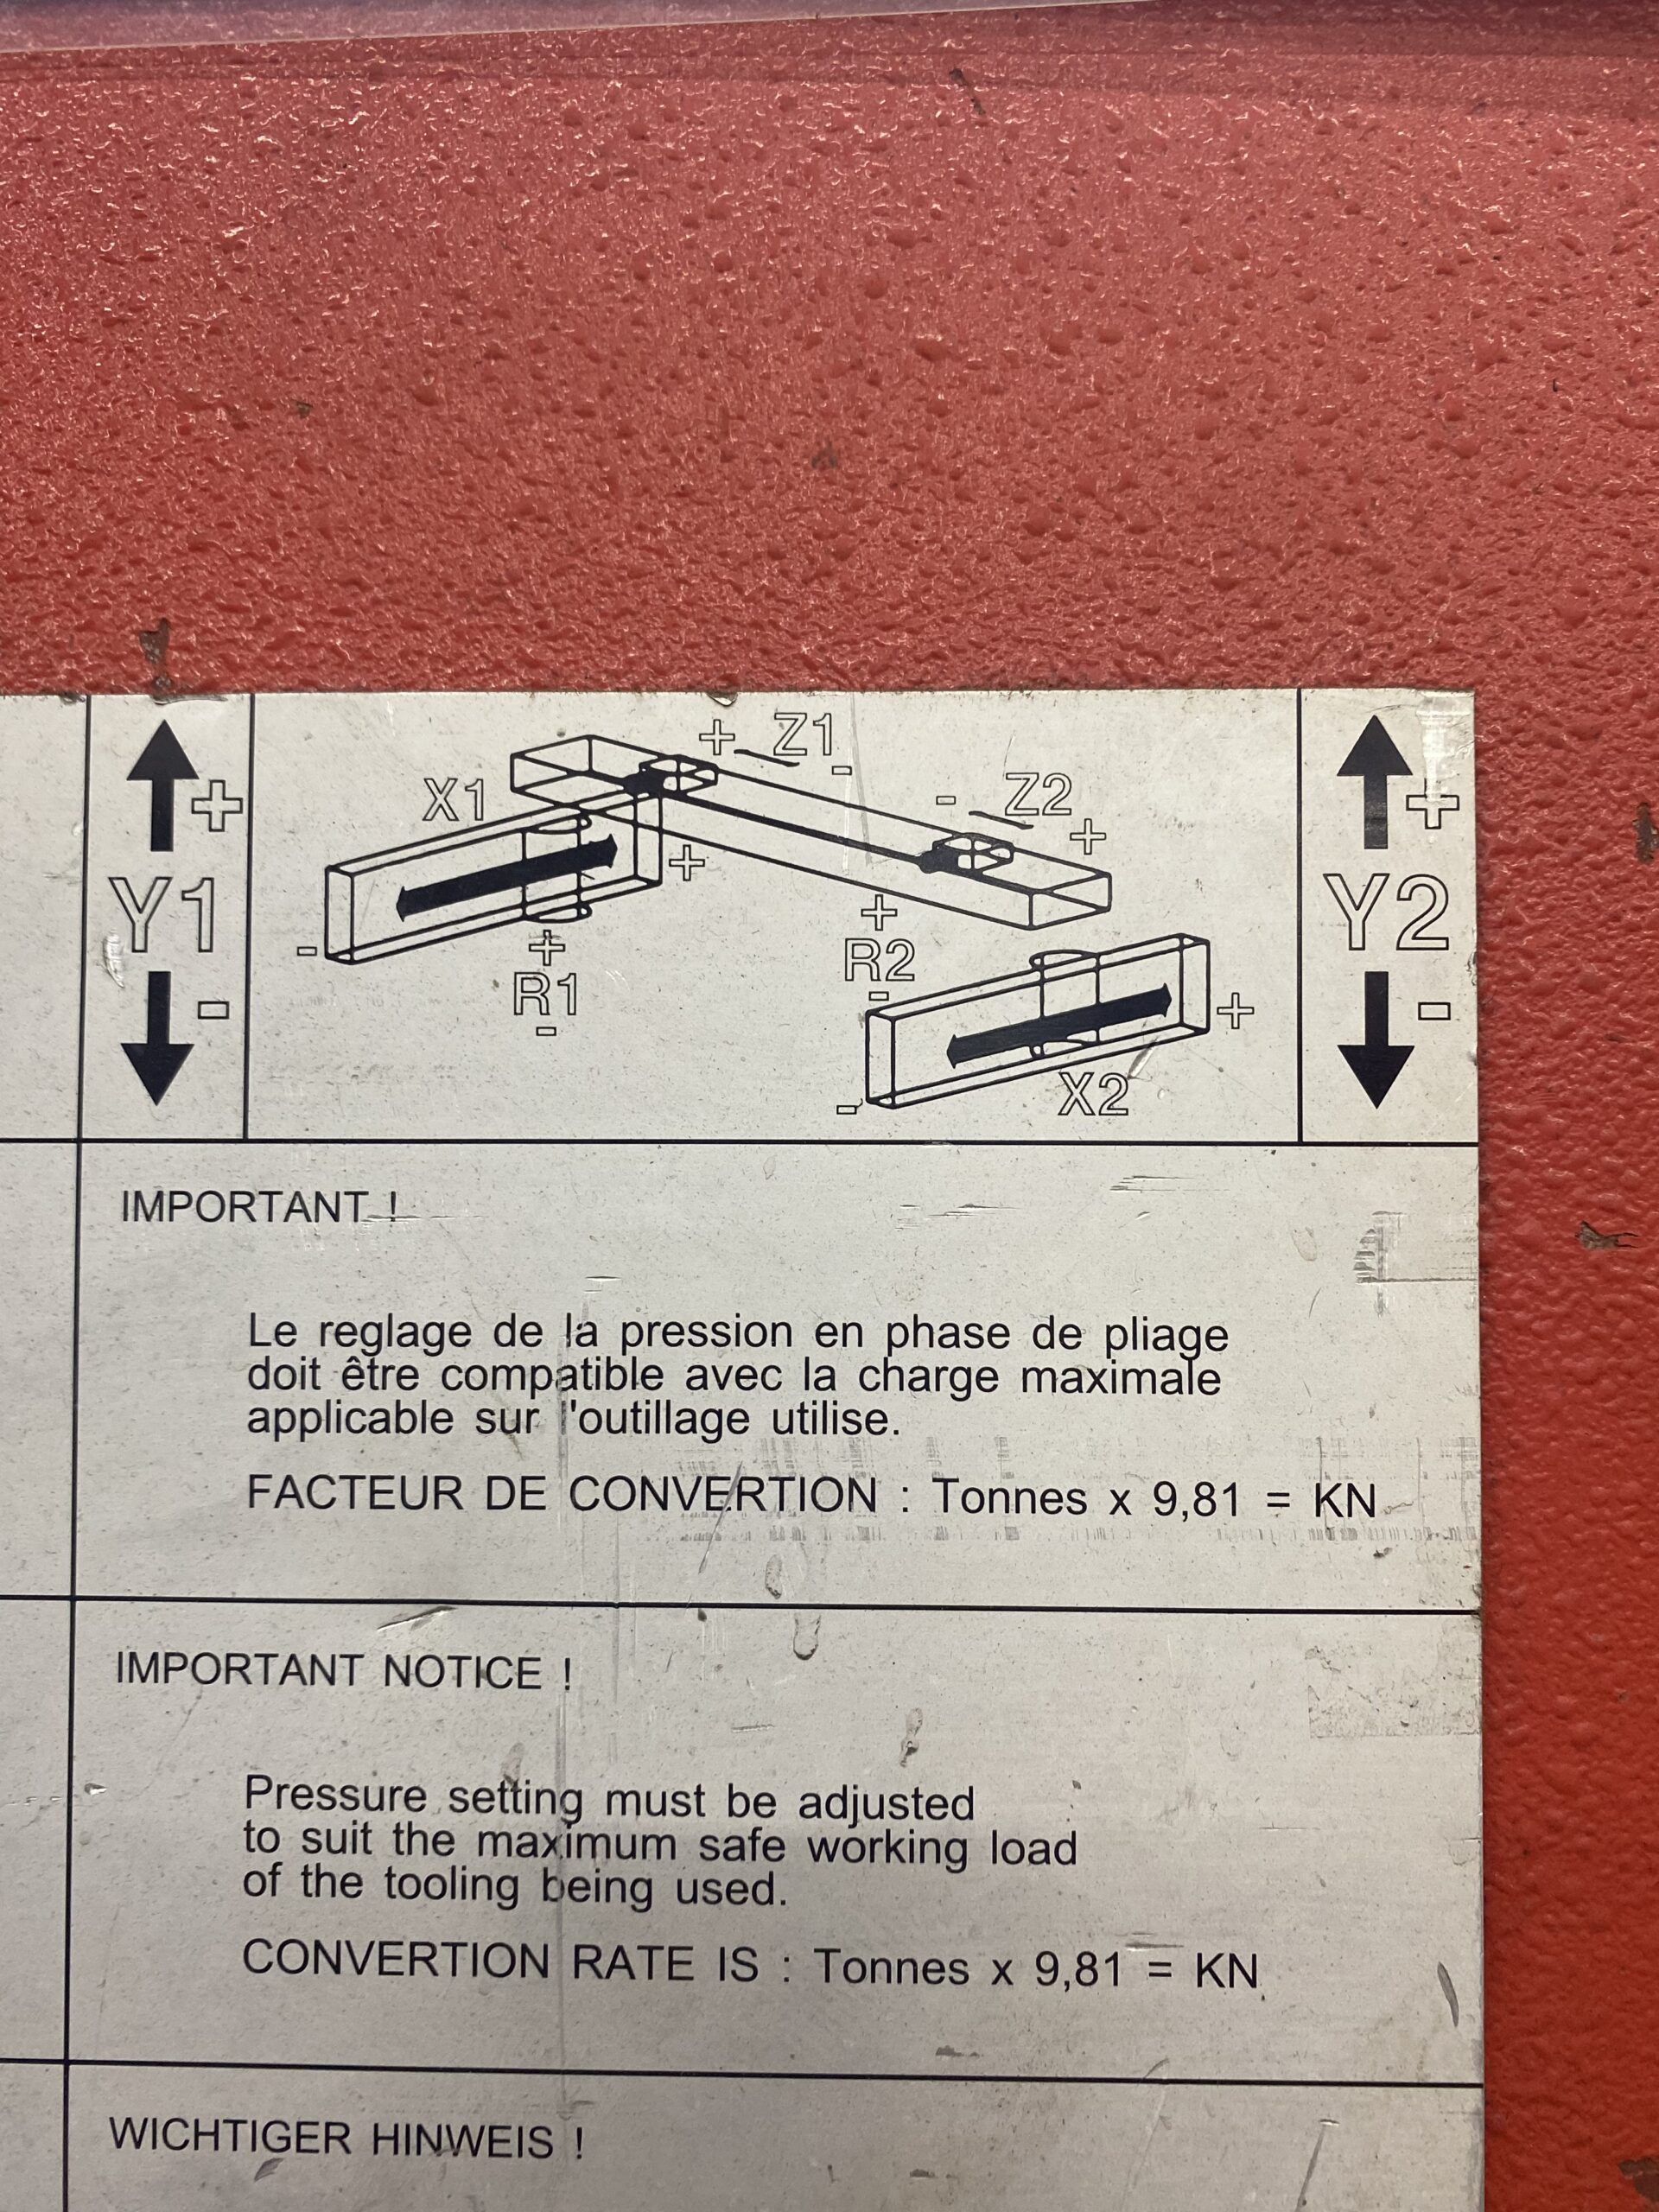 + Z1 -
X1
- Z2 +
+
Y1
-
+
-
+
R1
-
+
R2
-
+
-
X2
+
Y2
-
IMPORTANT !
Le reglage de la pression en phase de pliage
doit être compatible avec la charge maximale
applicable sur l'outillage utilise.
FACTEUR DE CONVERTION : Tonnes x 9,81 = KN
IMPORTANT NOTICE !
Pressure setting must be adjusted
to suit the maximum safe working load
of the tooling being used.
CONVERTION RATE IS : Tonnes x 9,81 = KN
WICHTIGER HINWEIS !